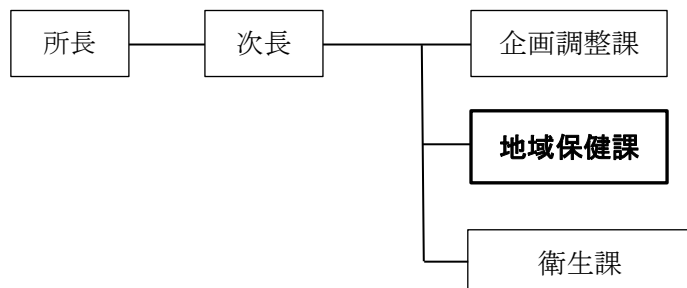 所長
次長
企画調整課
地域保健課
衛生課